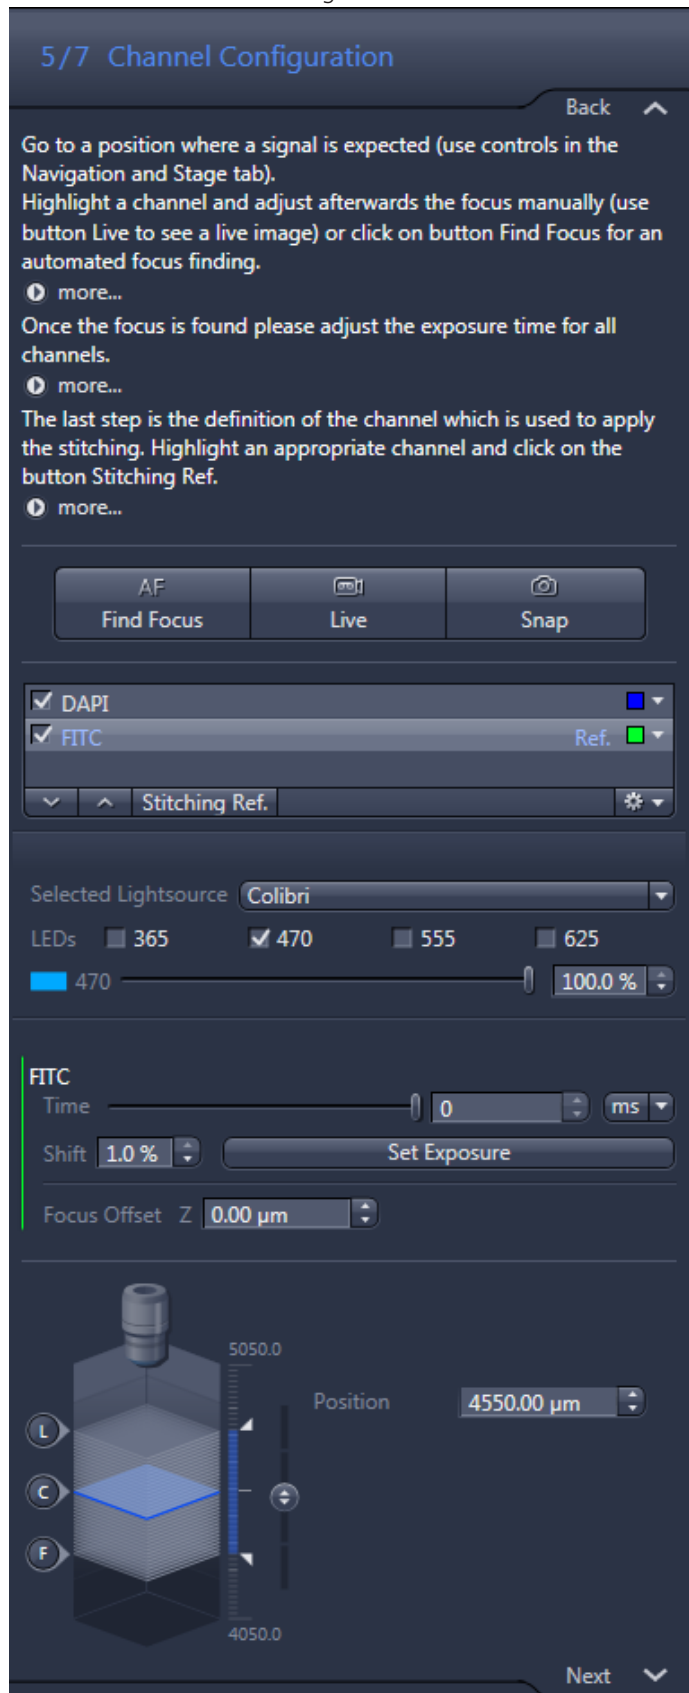 5/7 Channel Configuration
Back
Go to a position where a signal is expected (use controls in the
Navigation and Stage tab).
Highlight a channel and adjust afterwards the focus manually (use
button Live to see a live image) or click on button Find Focus for an
automated focus finding.
more...
Once the focus is found please adjust the exposure time for all
channels.
more...
The last step is the definition of the channel which is used to apply
the stitching. Highlight an appropriate channel and click on the
button Stitching Ref.
more...
AF
Find Focus Live Snap
DAPI
FITC Ref.
Stitching Ref.
Selected Lightsource Colibri
LEDs 365 470 555 625
470 100.0 %
FITC
Time 0 ms
Shift 1.0 % Set Exposure
Focus Offset Z 0.00 µm
5050.0
Position 4550.00 µm
L
C
F
4050.0
Next